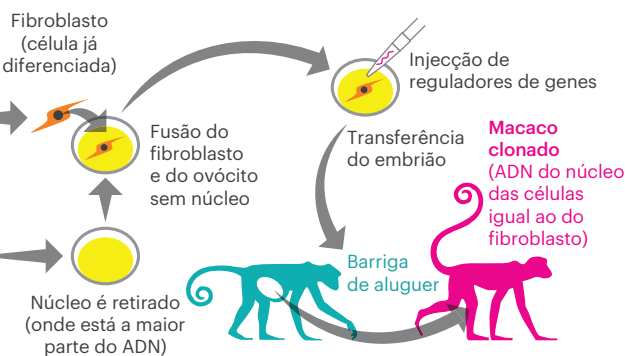 Fibroblasto
(célula já
diferenciada)
Fusão do
fibroblasto
e do ovócito
sem núcleo
Núcleo é retirado
(onde está a maior
parte do ADN)
Injecção de
reguladores de genes
Transferência
do embrião
Barriga
de aluguer
Macaco
clonado
(ADN do núcleo
das células
igual ao do
fibroblasto)